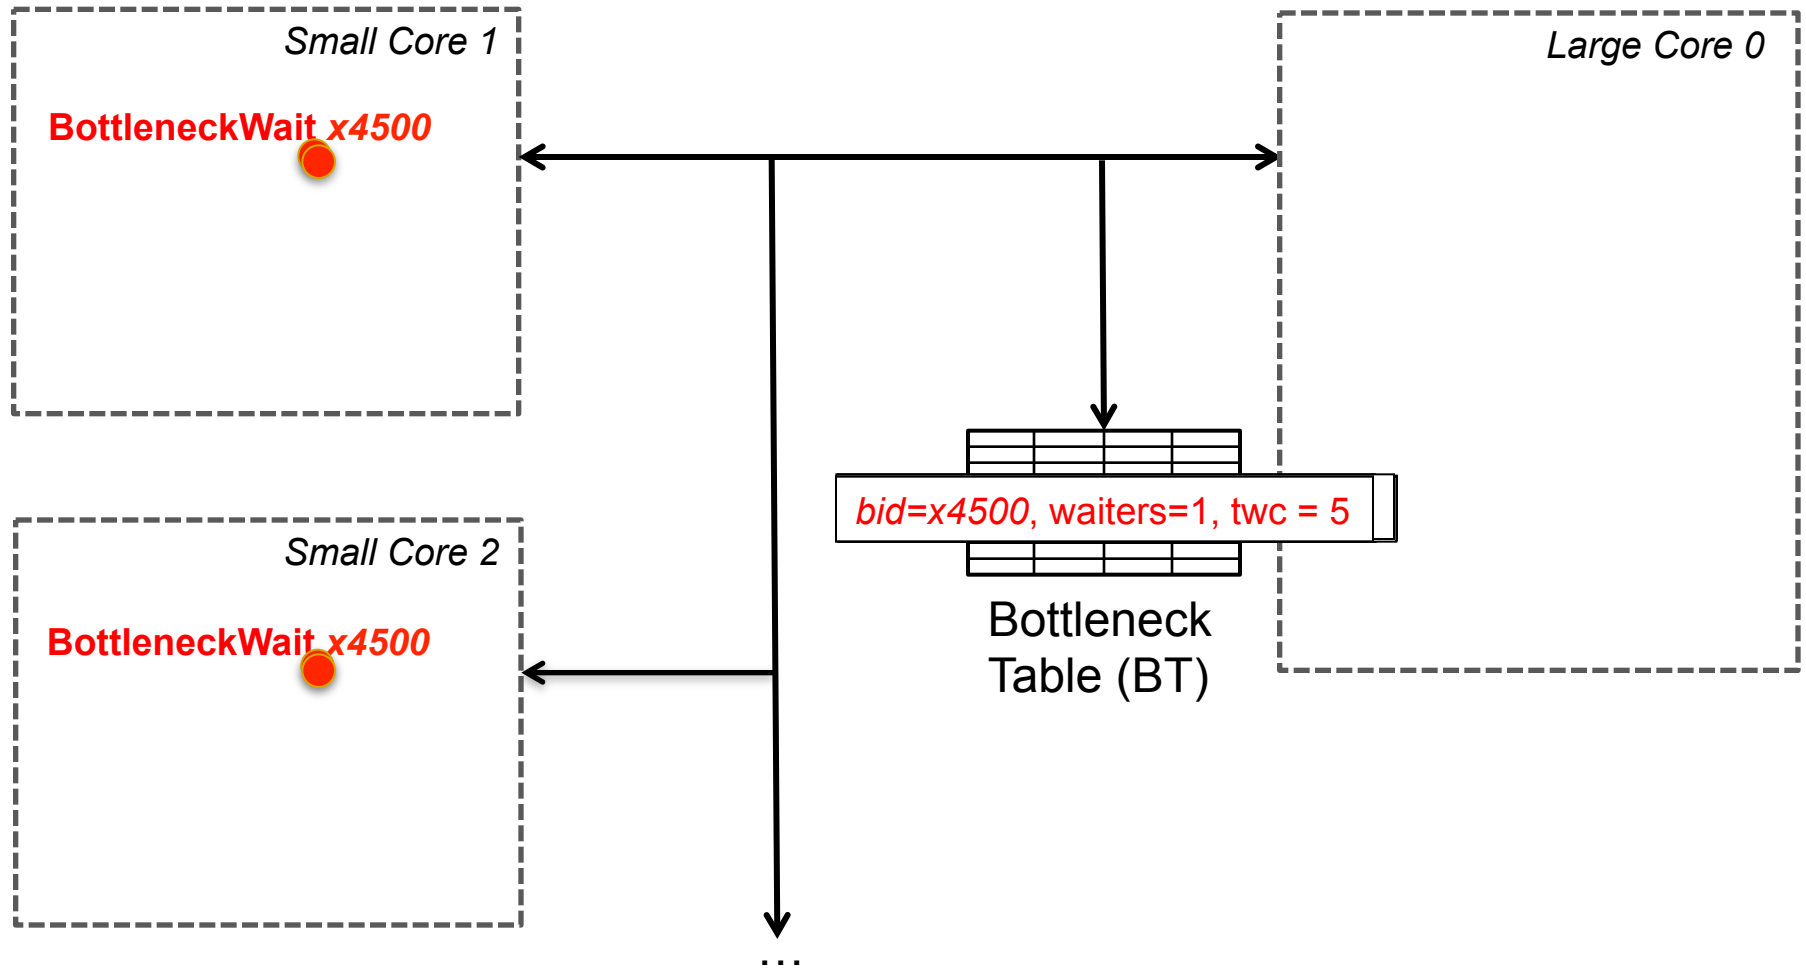 Small Core 1
Large Core 0
BottleneckWait x4500
bid=x4500, waiters=1, twc = 5
Small Core 2
Bottleneck
Table (BT)
BottleneckWait x4500
...